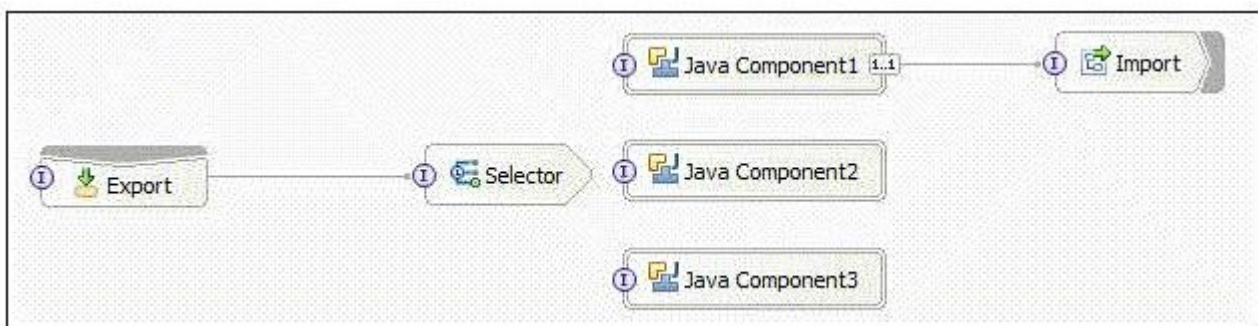 Java Component1 1..1
Import
Export
Selector
Java Component2
Java Component3